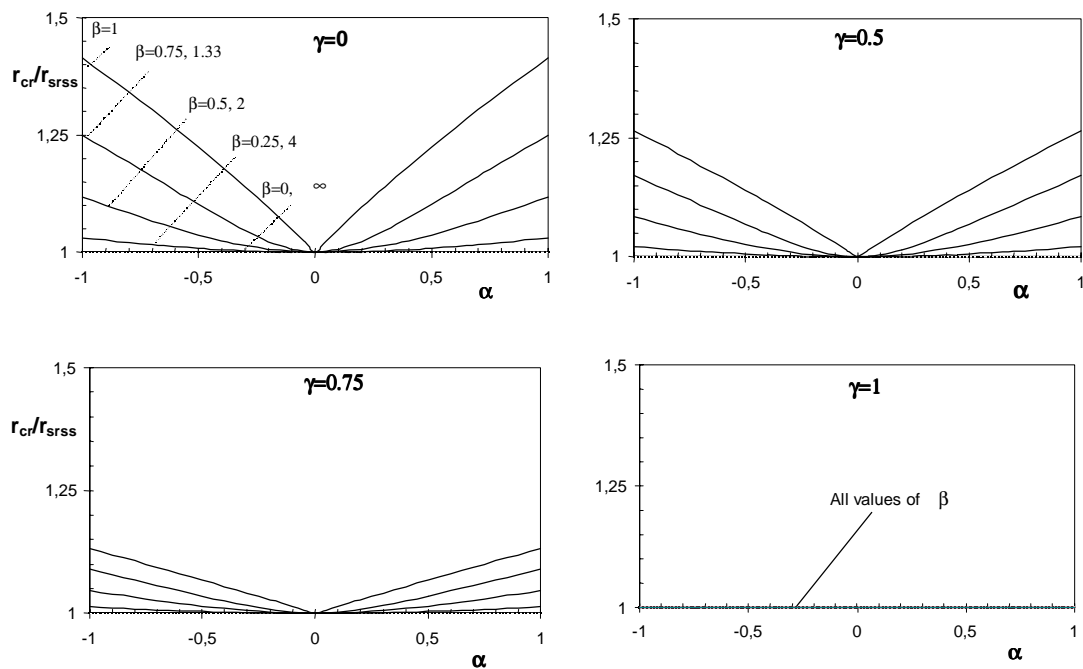 γ=0
1,5
β=1
β=0.75, 1.33
r_cr/r_srss
β=0.5, 2
1,25
β=0.25, 4
β=0, ∞
1
-1 -0,5 0 0,5 1
α
γ=0.5
1,5
1,25
1
-1 -0,5 0 0,5 1
α
γ=0.75
1,5
r_cr/r_srss
1,25
1
-1 -0,5 0 0,5 1
α
γ=1
1,5
1,25
All values of β
1
-1 -0,5 0 0,5 1
α